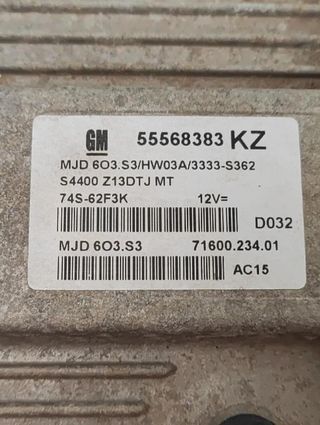 GM 55568383 KZ
MJD 6O3.S3/HW03A/3333-S362
S4400 Z13DTJ MT
74S-62F3K 12V=
D032
MJD 6O3.S3 71600.234.01
AC15